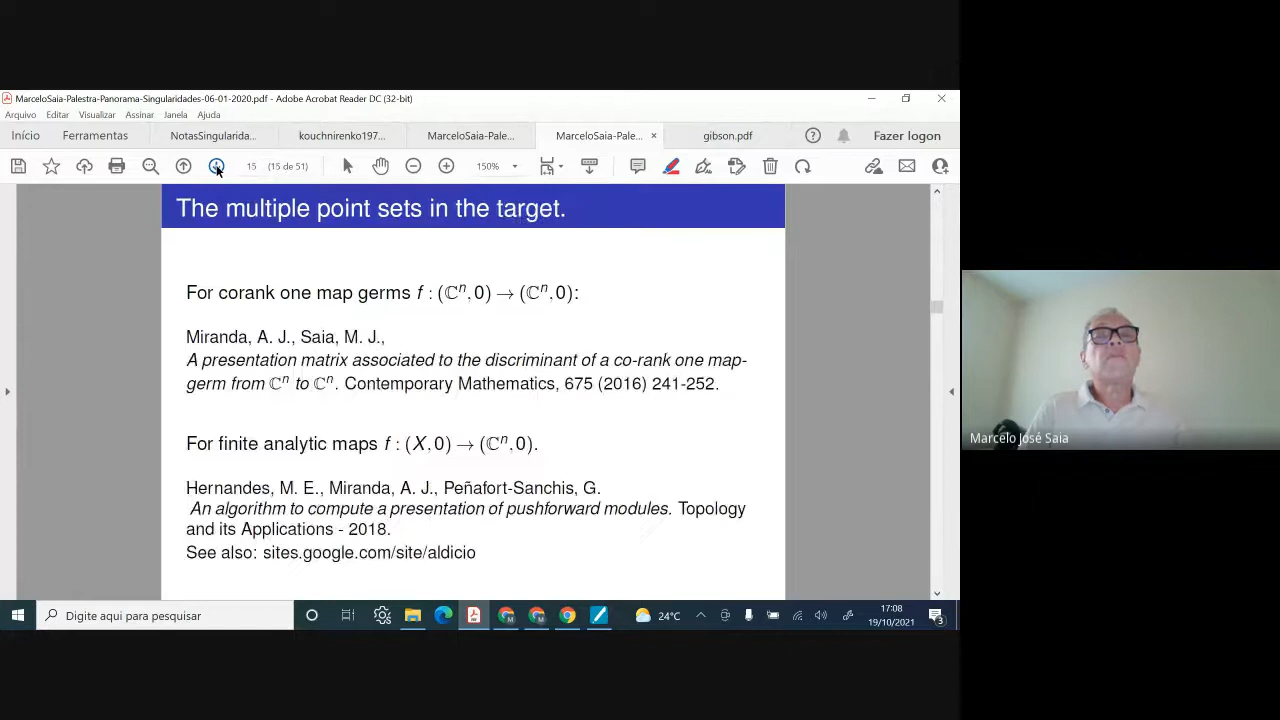 MarceloSaia-Palestra-Panorama-Singularidades-06-01-2020.pdf - Adobe Acrobat Reader DC (32-bit)
Arquivo Editar Visualizar Assinar Janela Ajuda
Início Ferramentas NotasSingularida... kouchnirenko197... MarceloSaia-Pale... MarceloSaia-Pale... × gibson.pdf Fazer logon
15 (15 de 51) 150%
The multiple point sets in the target.
For corank one map germs f : (ℂⁿ, 0) → (ℂⁿ, 0):
Miranda, A. J., Saia, M. J.,
A presentation matrix associated to the discriminant of a co-rank one map-
germ from ℂⁿ to ℂⁿ. Contemporary Mathematics, 675 (2016) 241-252.
For finite analytic maps f : (X, 0) → (ℂⁿ, 0).
Hernandes, M. E., Miranda, A. J., Peñafort-Sanchis, G.
An algorithm to compute a presentation of pushforward modules. Topology
and its Applications - 2018.
See also: sites.google.com/site/aldicio
Marcelo José Saia
Digite aqui para pesquisar
24°C
17:08
19/10/2021
3